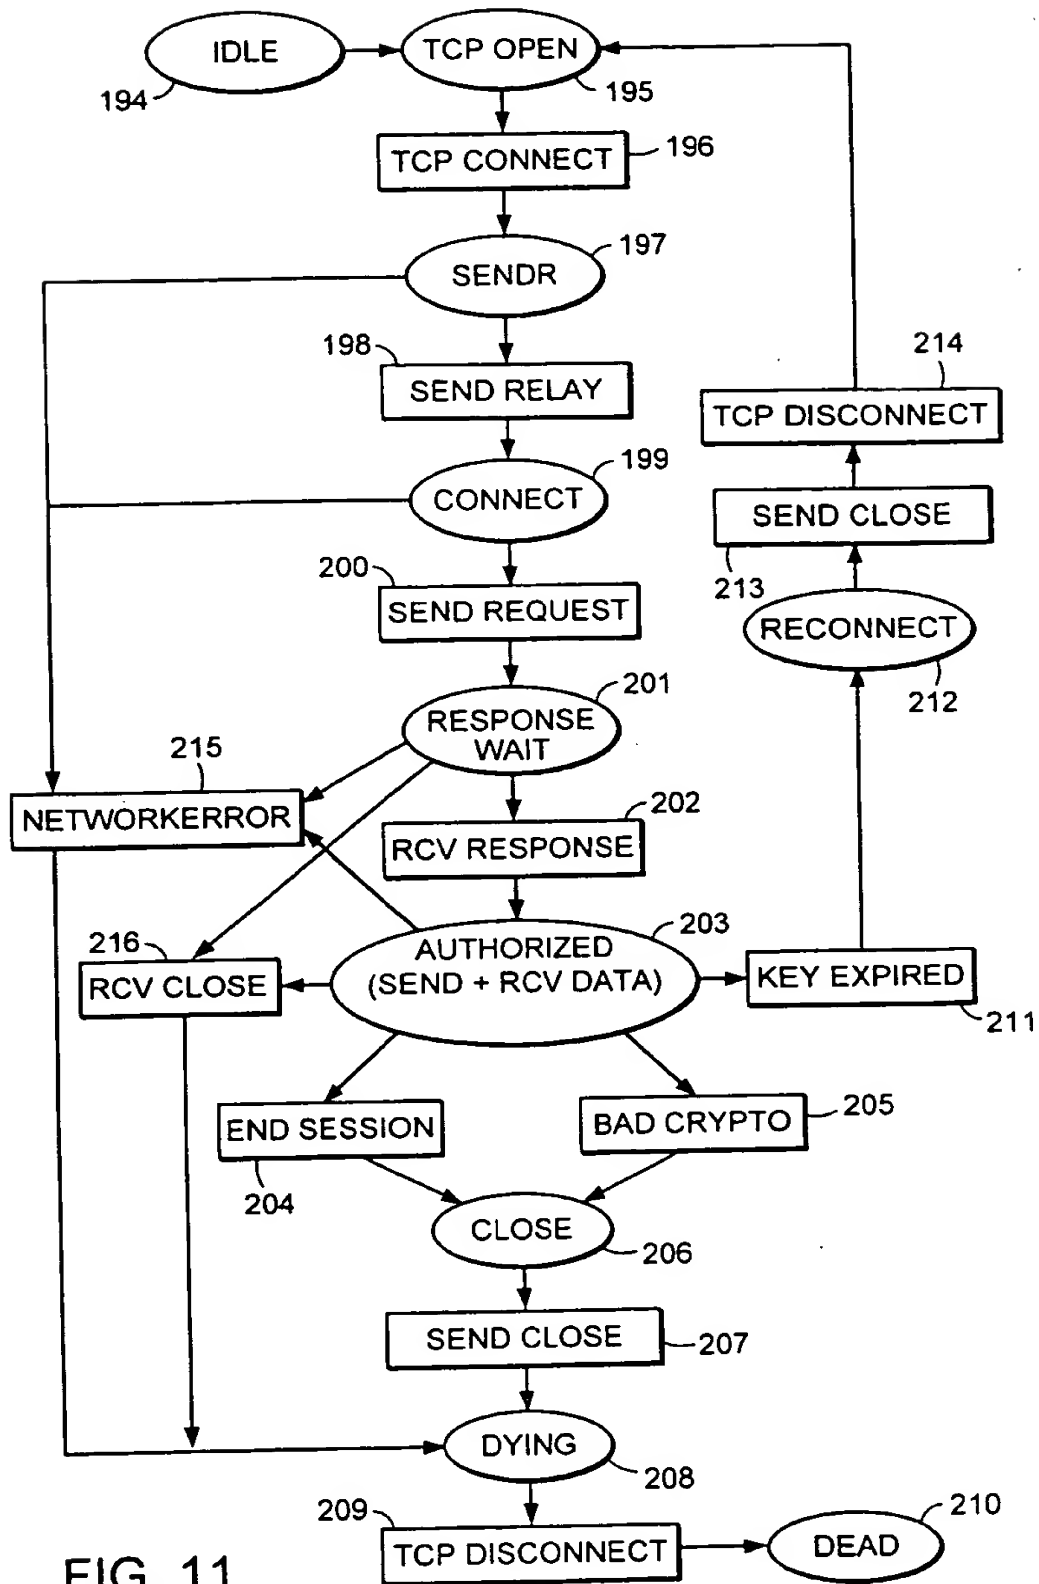 IDLE
194
TCP OPEN
195
TCP CONNECT
196
SENDR
197
198
SEND RELAY
214
TCP DISCONNECT
CONNECT
199
SEND CLOSE
213
200
SEND REQUEST
RECONNECT
212
RESPONSE
WAIT
201
215
NETWORKERROR
202
RCV RESPONSE
AUTHORIZED
(SEND + RCV DATA)
203
216
RCV CLOSE
KEY EXPIRED
211
END SESSION
204
BAD CRYPTO
205
CLOSE
206
SEND CLOSE
207
DYING
208
209
TCP DISCONNECT
210
DEAD
FIG. 11